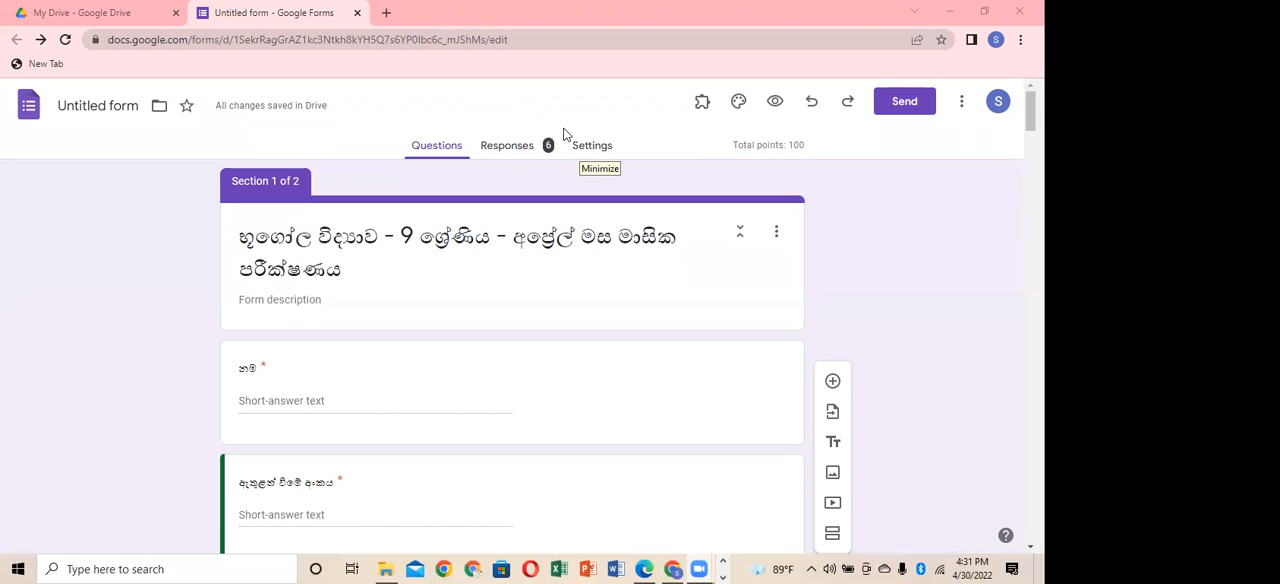 My Drive - Google Drive
Untitled form - Google Forms
docs.google.com/forms/d/1SekrRagGrAZ1kc3Ntkh8kYH5Q7s6YP0Ibc6c_mJShMs/edit
S
New Tab
Untitled form
All changes saved in Drive
Send
S
Questions
Responses 6
Settings
Total points: 100
Minimize
Section 1 of 2
භූගෝල විද්‍යාව - 9 ශ්‍රේණිය - අප්‍රේල් මස මාසික
පරීක්ෂණය
Form description
නම *
Short-answer text
ඇතුළත් වීමේ අංකය *
Short-answer text
Tт
?
Type here to search
89°F
4:31 PM
4/30/2022